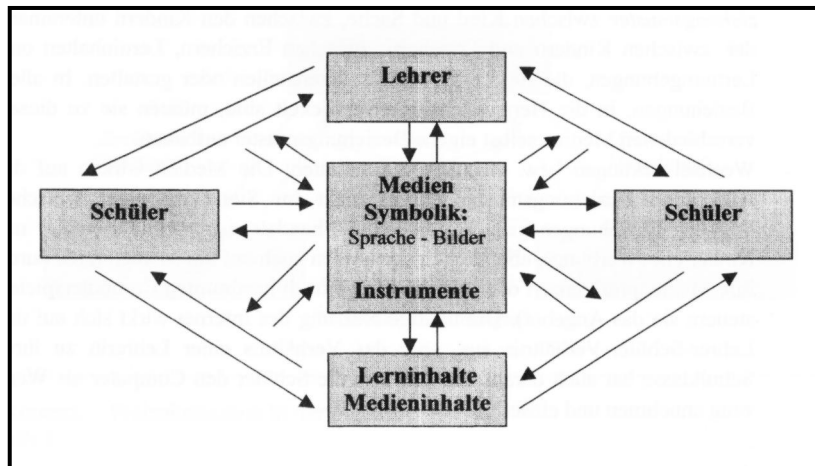 Lehrer
Medien
Symbolik:
Sprache - Bilder
Instrumente
Schüler
Schüler
Lerninhalte
Medieninhalte